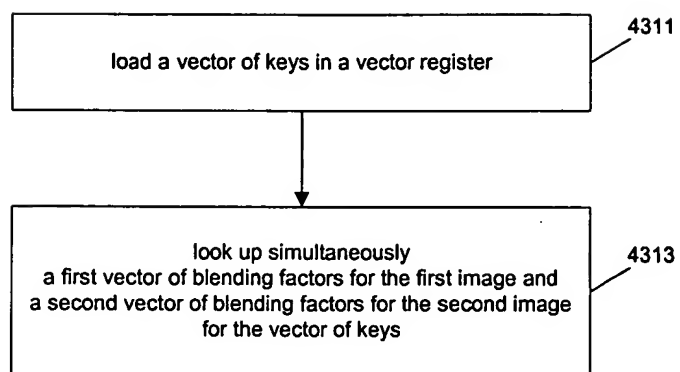 4311
load a vector of keys in a vector register
4313
look up simultaneously
a first vector of blending factors for the first image and
a second vector of blending factors for the second image
for the vector of keys